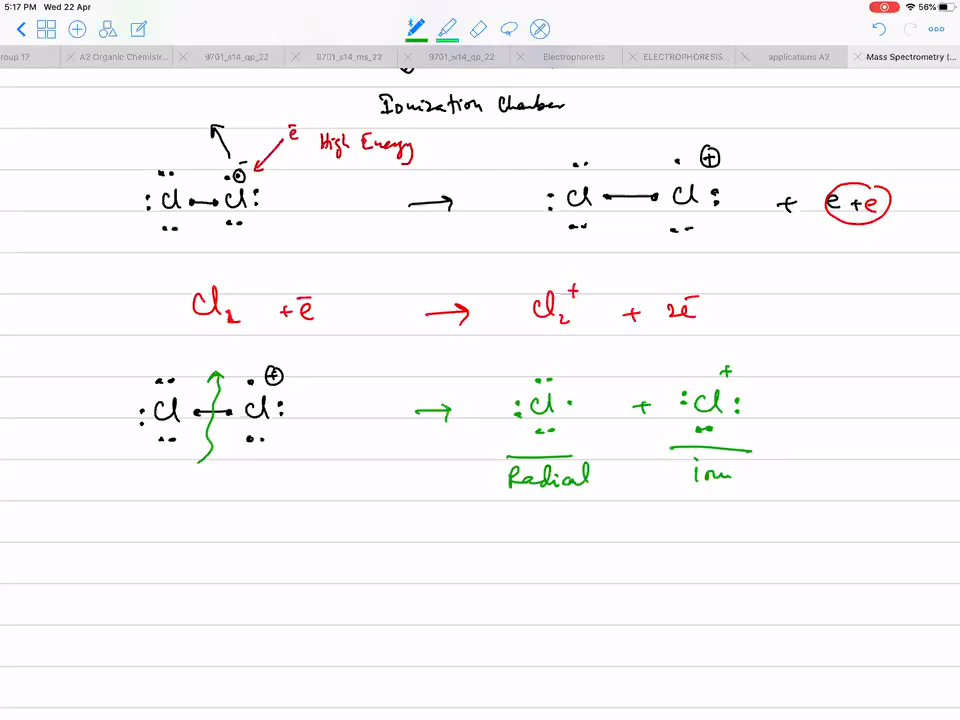 5:17 PM Wed 22 Apr 56%
roup 17 A2 Organic Chemistr... 9701_s14_qp_22 9701_s14_ms_22 9701_w14_qp_22 Electrophoresis ELECTROPHORESIS... applications A2 Mass Spectrometry (...
Ionization Chamber
ē High Energy
Cl Cl ⊖ → Cl Cl ⊕ + e + e
Cl₂ + ē → Cl₂⁺ + 2ē
Cl Cl ⊕ → Cl + Cl⁺
Radial ion